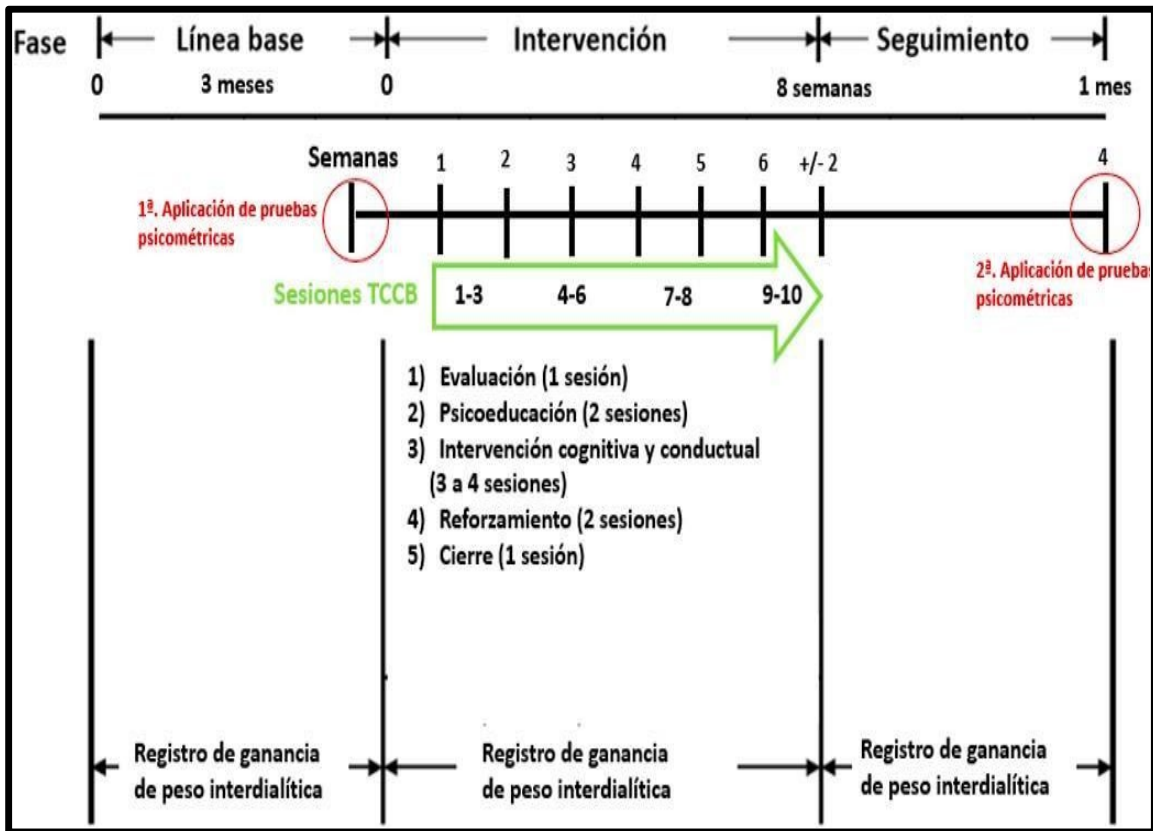 Fase
Línea base
Intervención
Seguimiento
0
3 meses
0
8 semanas
1 mes
Semanas
1
2
3
4
5
6
+/- 2
4
1ª. Aplicación de pruebas
psicométricas
2ª. Aplicación de prueba
psicométricas
Sesiones TCCB
1-3
4-6
7-8
9-10
1) Evaluación (1 sesión)
2) Psicoeducación (2 sesiones)
3) Intervención cognitiva y conductual
(3 a 4 sesiones)
4) Reforzamiento (2 sesiones)
5) Cierre (1 sesión)
Registro de ganancia
de peso interdialítica
Registro de ganancia
de peso interdialítica
Registro de ganancia
de peso interdialítica